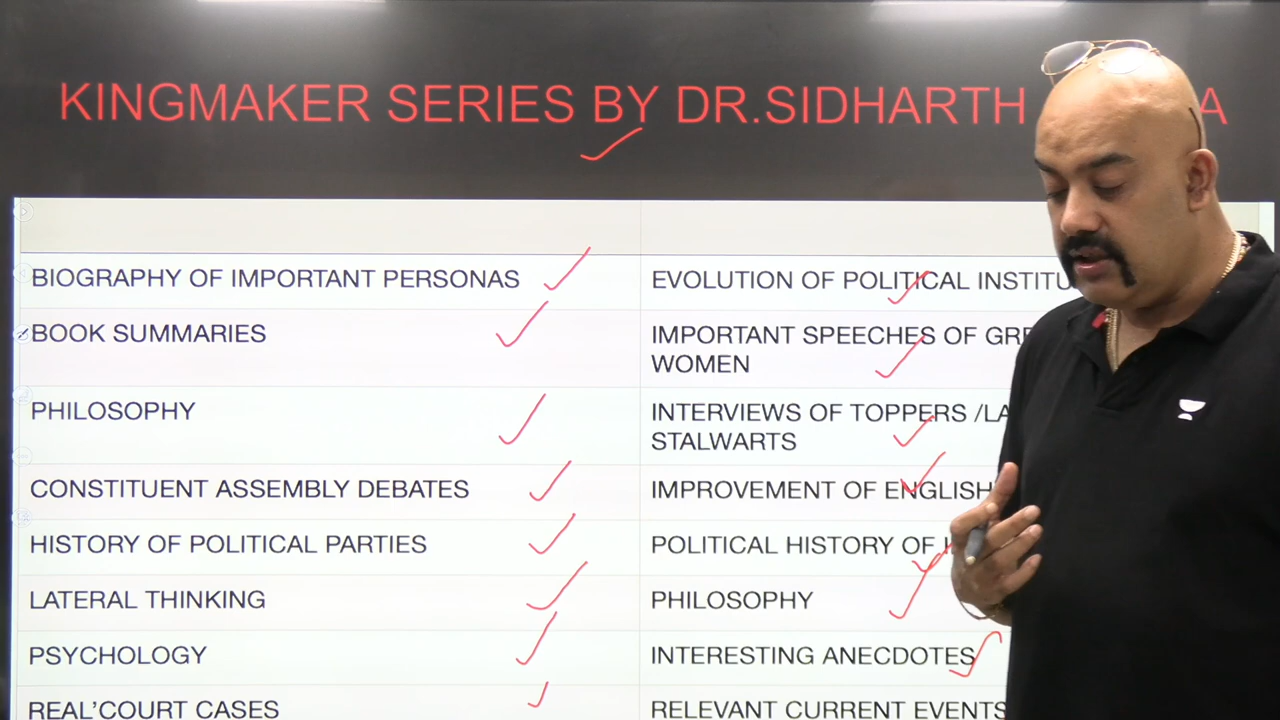 KINGMAKER SERIES BY DR.SIDHARTH
BIOGRAPHY OF IMPORTANT PERSONAS
EVOLUTION OF POLITICAL
BOOK SUMMARIES
IMPORTANT SPEECHES OF
WOMEN
PHILOSOPHY
INTERVIEWS OF TOPPERS
STALWARTS
CONSTITUENT ASSEMBLY DEBATES
IMPROVEMENT OF ENGLISH
HISTORY OF POLITICAL PARTIES
POLITICAL HISTORY OF
LATERAL THINKING
PHILOSOPHY
PSYCHOLOGY
INTERESTING ANECDOTES
REAL'COURT CASES
RELEVANT CURRENT EVENTS